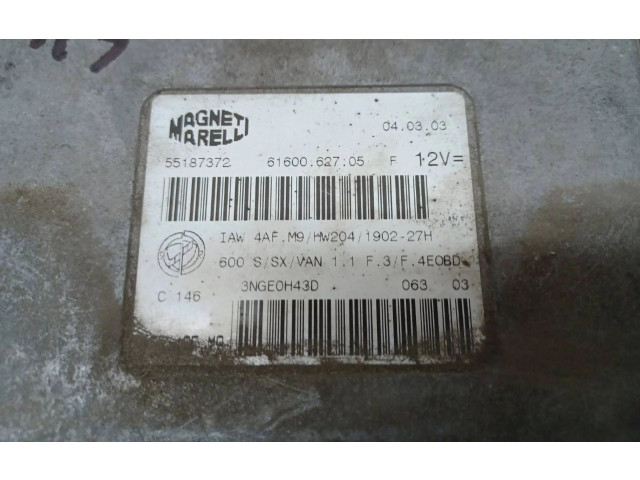 MAGNETI
MARELLI
04.03.03
55187372 61600.627.05 F 12V=
IAW 4AF.M9/HW204/1902-27H
600 S/SX/VAN 1.1 F.3/F.4EOBD
C 146 3NGE0H43D 063 03